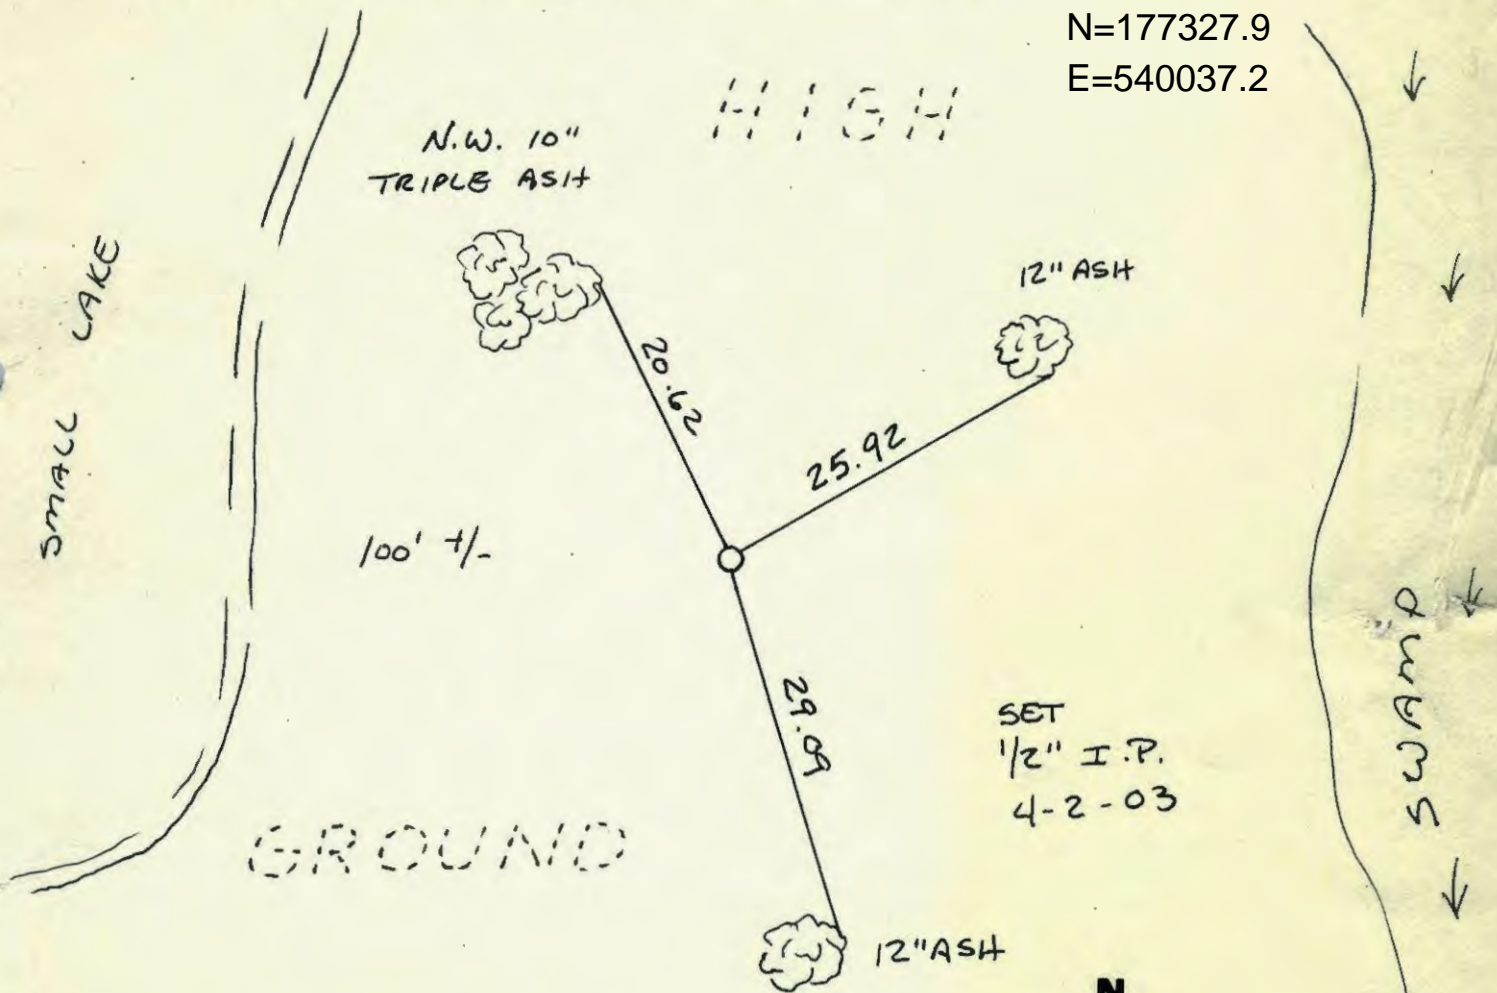 N=177327.9
E=540037.2
HIGH
N.W. 10"
TRIPLE ASH
12" ASH
SMALL LAKE
20.62
25.92
100' +/-
29.09
SET
1/2" I.P.
4-2-03
SWAMP
GROUND
12" ASH
N